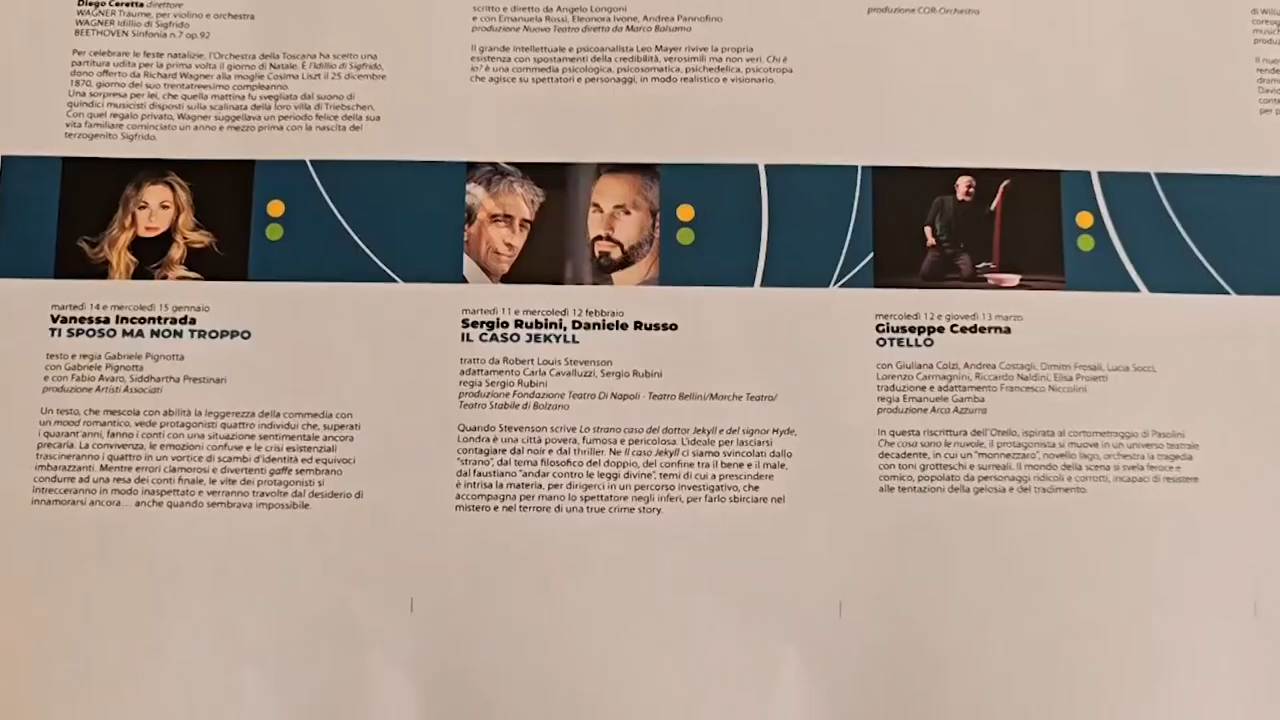 Diego Ceretta direttore
WAGNER Träume, per violino e orchestra
WAGNER Idillio di Sigfrido
BEETHOVEN Sinfonia n.7 op.92
Per celebrare le feste natalizie, l'Orchestra della Toscana ha scelto una
partitura udita per la prima volta il giorno di Natale. È l'Idillio di Sigfrido,
dono offerto da Richard Wagner alla moglie Cosima Liszt il 25 dicembre
1870, giorno del suo trentatreesimo compleanno.
Una sorpresa per lei, che quella mattina fu svegliata dal suono di
quindici musicisti disposti sulla scalinata della loro villa di Triebschen.
Con quel regalo privato, Wagner suggellava un periodo felice della sua
vita familiare cominciato un anno e mezzo prima con la nascita del
terzogenito Sigfrido.
scritto e diretto da Angelo Longoni
e con Emanuela Rossi, Eleonora Ivone, Andrea Pannofino
produzione Nuovo Teatro diretta da Marco Balsamo
Il grande intellettuale e psicoanalista Leo Mayer rivive la propria
esistenza con spostamenti della credibilità, verosimili ma non veri. Chi è
io? è una commedia psicologica, psicosomatica, psichedelica, psicotropa
che agisce su spettatori e personaggi, in modo realistico e visionario.
produzione COR-Orchestra
di Willy
coreog
music
produ
Il nuo
rende
dram
David
conte
per p
martedì 14 e mercoledì 15 gennaio
Vanessa Incontrada
TI SPOSO MA NON TROPPO
testo e regia Gabriele Pignotta
con Gabriele Pignotta
e con Fabio Avaro, Siddhartha Prestinari
produzione Artisti Associati
Un testo, che mescola con abilità la leggerezza della commedia con
un mood romantico, vede protagonisti quattro individui che, superati
i quarant'anni, fanno i conti con una situazione sentimentale ancora
precaria. La convivenza, le emozioni confuse e le crisi esistenziali
trascineranno i quattro in un vortice di scambi d'identità ed equivoci
imbarazzanti. Mentre errori clamorosi e divertenti gaffe sembrano
condurre ad una resa dei conti finale, le vite dei protagonisti si
intrecceranno in modo inaspettato e verranno travolte dal desiderio di
innamorarsi ancora... anche quando sembrava impossibile.
martedì 11 e mercoledì 12 febbraio
Sergio Rubini, Daniele Russo
IL CASO JEKYLL
tratto da Robert Louis Stevenson
adattamento Carla Cavalluzzi, Sergio Rubini
regia Sergio Rubini
produzione Fondazione Teatro Di Napoli - Teatro Bellini/Marche Teatro/
Teatro Stabile di Bolzano
Quando Stevenson scrive Lo strano caso del dottor Jekyll e del signor Hyde,
Londra è una città povera, fumosa e pericolosa. L'ideale per lasciarsi
contagiare dal noir e dal thriller. Ne Il caso Jekyll ci siamo svincolati dallo
"strano", dal tema filosofico del doppio, del confine tra il bene e il male,
dal faustiano "andar contro le leggi divine", temi di cui a prescindere
è intrisa la materia, per dirigerci in un percorso investigativo, che
accompagna per mano lo spettatore negli inferi, per farlo sbirciare nel
mistero e nel terrore di una true crime story.
mercoledì 12 e giovedì 13 marzo
Giuseppe Cederna
OTELLO
con Giuliana Colzi, Andrea Costagli, Dimitri Frosali, Lucia Socci,
Lorenzo Carmagnini, Riccardo Naldini, Elisa Proietti
traduzione e adattamento Francesco Niccolini
regia Emanuele Gamba
produzione Arca Azzurra
In questa riscrittura dell'Otello, ispirata al cortometraggio di Pasolini
Che cosa sono le nuvole, il protagonista si muove in un universo teatrale
decadente, in cui un "monnezzaro", novello Iago, orchestra la tragedia
con toni grotteschi e surreali. Il mondo della scena si svela feroce e
comico, popolato da personaggi ridicoli e corrotti, incapaci di resistere
alle tentazioni della gelosia e del tradimento.